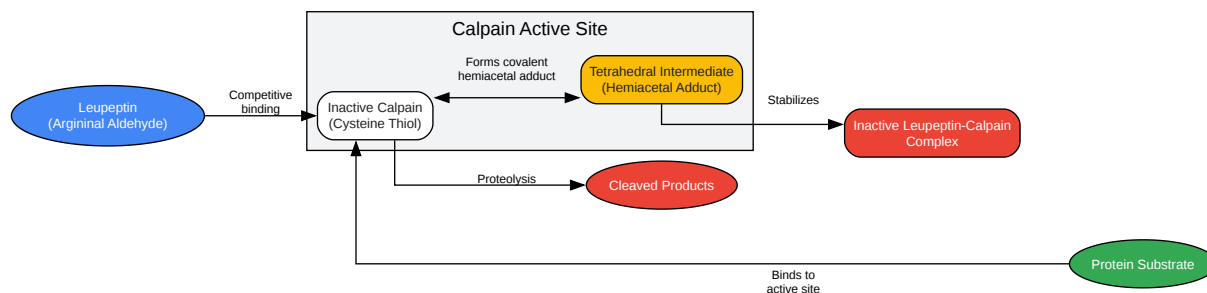 Calpain Active Site
Leupeptin
(Argininal Aldehyde)
Competitive
binding
Inactive Calpain
(Cysteine Thiol)
Forms covalent
hemiacetal adduct
Tetrahedral Intermediate
(Hemiacetal Adduct)
Stabilizes
Inactive Leupeptin-Calpain
Complex
Proteolysis
Cleaved Products
Binds to
active site
Protein Substrate